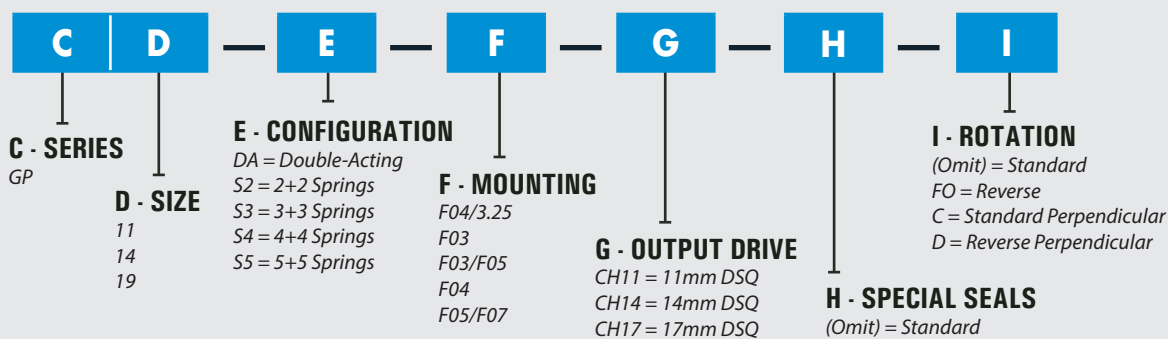 C D E F G H I
C - SERIES
GP
D - SIZE
11
14
19
E - CONFIGURATION
DA = Double-Acting
S2 = 2+2 Springs
S3 = 3+3 Springs
S4 = 4+4 Springs
S5 = 5+5 Springs
F - MOUNTING
F04/3.25
F03
F03/F05
F04
F05/F07
G - OUTPUT DRIVE
CH11 = 11mm DSQ
CH14 = 14mm DSQ
CH17 = 17mm DSQ
H - SPECIAL SEALS
(Omit) = Standard
I - ROTATION
(Omit) = Standard
FO = Reverse
C = Standard Perpendicular
D = Reverse Perpendicular